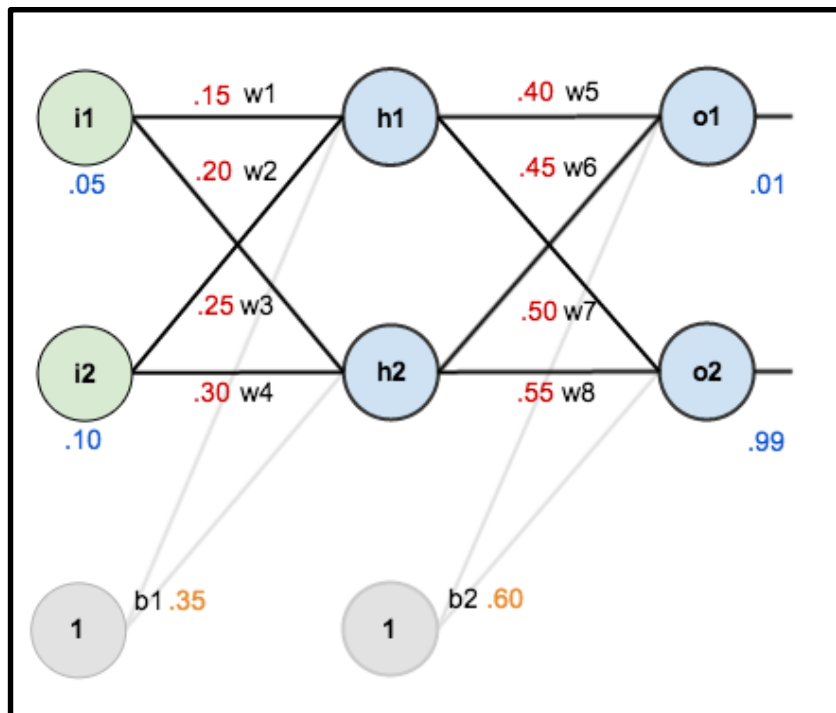 .15 w1 .40 w5
i1 h1 o1
.20 w2 .45 w6
.05 .01
.25 w3 .50 w7
i2 h2 o2
.30 w4 .55 w8
.10 .99
b1 .35 b2 .60
1 1